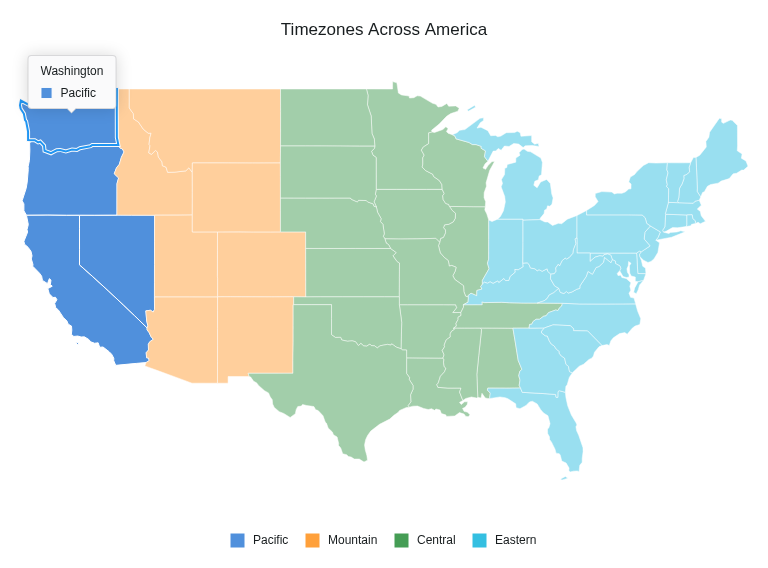 Timezones Across America
Washington
Pacific
Pacific
Mountain
Central
Eastern